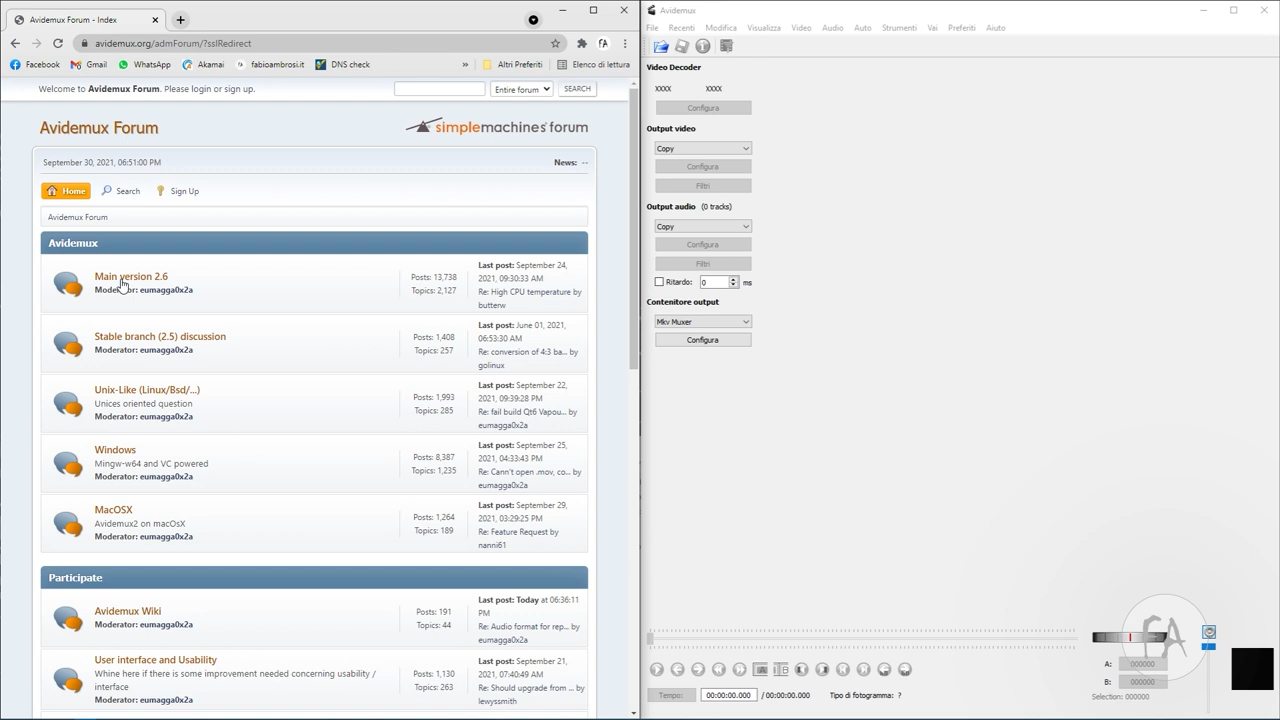 Avidemux Forum - Index
avidemux.org/admForum/?sslRedirect
Facebook Gmail WhatsApp Akamai fabioambrosi.it DNS check » Altri Preferiti Elenco di lettura
Welcome to Avidemux Forum. Please login or sign up. Entire forum SEARCH
Avidemux Forum
simplemachines forum
September 30, 2021, 06:51:00 PM News: --
Home Search Sign Up
Avidemux Forum
Avidemux
Main version 2.6
Moderator: eumagga0x2a
Posts: 13,738
Topics: 2,127
Last post: September 24,
2021, 09:30:33 AM
Re: High CPU temperature by
butterw
Stable branch (2.5) discussion
Moderator: eumagga0x2a
Posts: 1,408
Topics: 257
Last post: June 01, 2021,
06:53:30 AM
Re: conversion of 4:3 ba... by
golinux
Unix-Like (Linux/Bsd/...)
Unices oriented question
Moderator: eumagga0x2a
Posts: 1,993
Topics: 285
Last post: September 22,
2021, 09:39:28 PM
Re: fail build Qt6 Vapou... by
eumagga0x2a
Windows
Mingw-w64 and VC powered
Moderator: eumagga0x2a
Posts: 8,387
Topics: 1,235
Last post: September 25,
2021, 04:33:43 PM
Re: Cann't open .mov, co... by
eumagga0x2a
MacOSX
Avidemux2 on macOsX
Moderator: eumagga0x2a
Posts: 1,264
Topics: 189
Last post: September 29,
2021, 03:29:25 PM
Re: Feature Request by
nanni61
Participate
Avidemux Wiki
Moderator: eumagga0x2a
Posts: 191
Topics: 44
Last post: Today at 06:36:11
PM
Re: Audio format for rep... by
eumagga0x2a
User interface and Usability
Whine here if there is some improvement needed concerning usability /
interface
Moderator: eumagga0x2a
Last post: September 21,
2021, 07:40:49 AM
Re: Should upgrade from ... by
lewyssmith
Avidemux
File Recenti Modifica Visualizza Video Audio Auto Strumenti Vai Preferiti Aiuto
Video Decoder
XXXX XXXX
Configura
Output video
Copy
Configura
Filtri
Output audio (0 tracks)
Copy
Configura
Filtri
Ritardo: 0 ms
Contenitore output
Mkv Muxer
Configura
FA
A: 000000
B: 000000
Selection: 000000
Tempo: 00:00:00.000 / 00:00:00.000 Tipo di fotogramma: ?